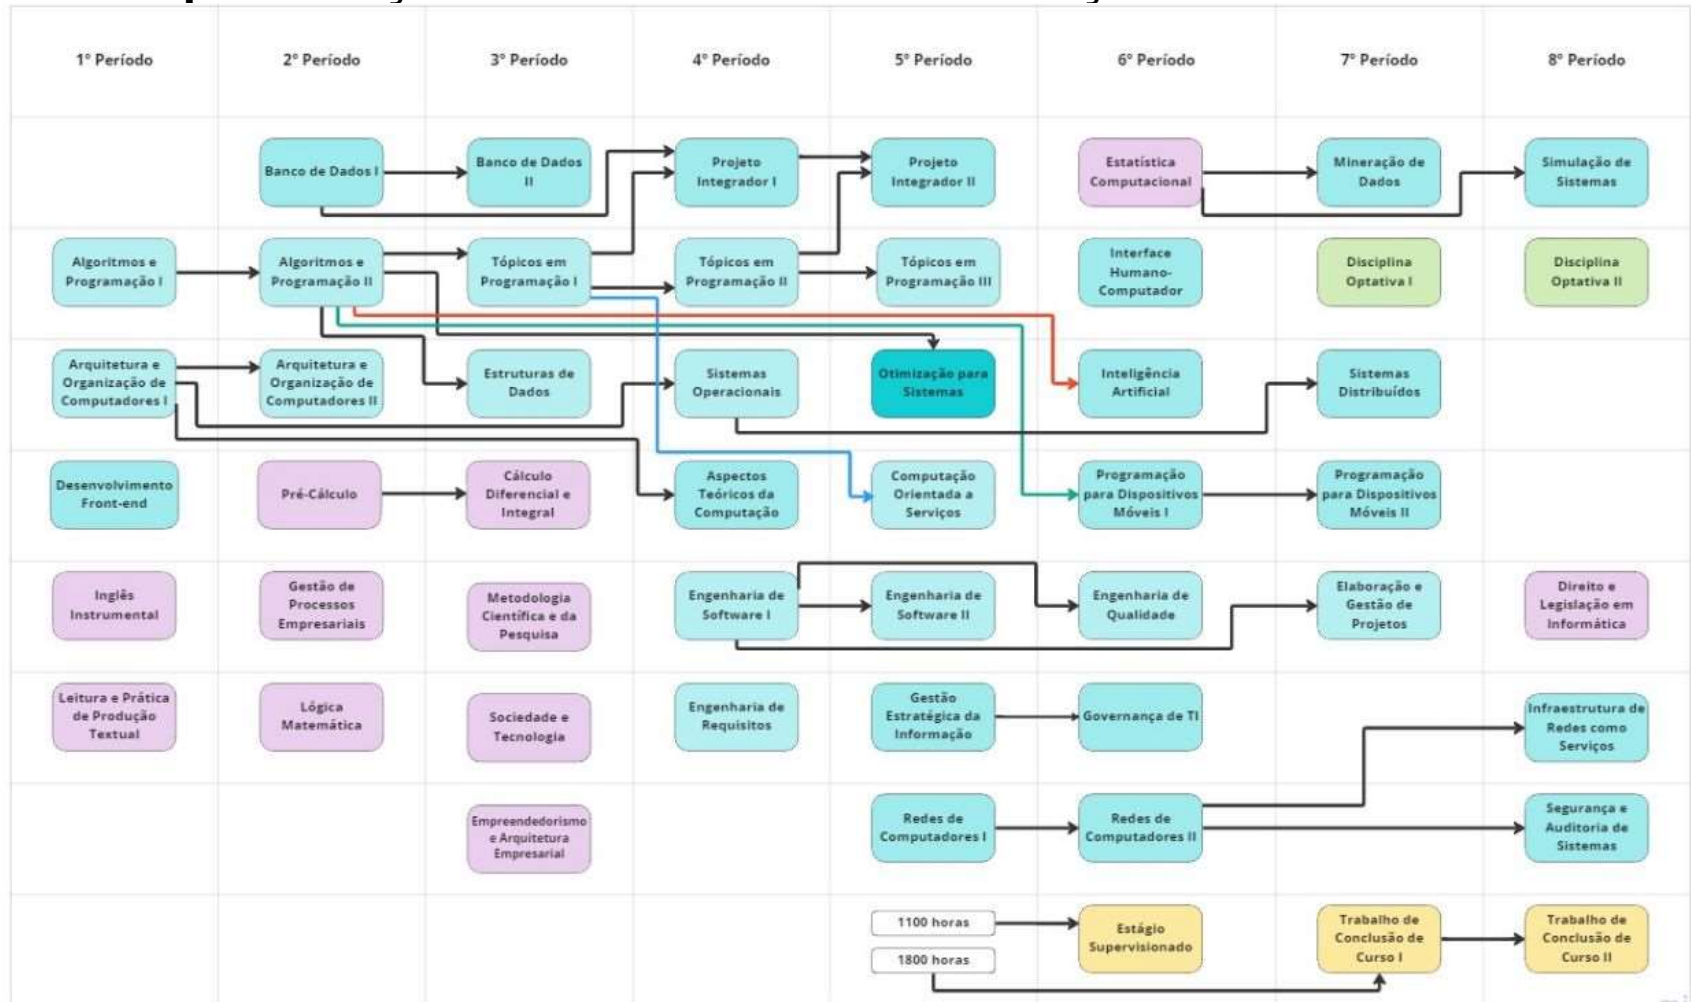 1º Período
2º Período
3º Período
4º Período
5º Período
6º Período
7º Período
8º Período
Banco de Dados I
Banco de Dados
II
Projeto
Integrador I
Projeto
Integrador II
Estatística
Computacional
Mineração de
Dados
Simulação de
Sistemas
Algoritmos e
Programação I
Algoritmos e
Programação II
Tópicos em
Programação I
Tópicos em
Programação II
Tópicos em
Programação III
Interface
Humano-
Computador
Disciplina
Optativa I
Disciplina
Optativa II
Arquitetura e
Organização de
Computadores I
Arquitetura e
Organização de
Computadores II
Estruturas de
Dados
Sistemas
Operacionais
Otimização para
Sistemas
Inteligência
Artificial
Sistemas
Distribuídos
Desenvolvimento
Front-end
Pré-Cálculo
Cálculo
Diferencial e
Integral
Aspectos
Teóricos da
Computação
Computação
Orientada a
Serviços
Programação
para Dispositivos
Móveis I
Programação
para Dispositivos
Móveis II
Inglês
Instrumental
Gestão de
Processos
Empresariais
Metodologia
Científica e da
Pesquisa
Engenharia de
Software I
Engenharia de
Software II
Engenharia de
Qualidade
Elaboração e
Gestão de
Projetos
Direito e
Legislação em
Informática
Leitura e Prática
de Produção
Textual
Lógica
Matemática
Sociedade e
Tecnologia
Engenharia de
Requisitos
Gestão
Estratégica da
Informação
Governança de TI
Infraestrutura de
Redes como
Serviços
Empreendedorismo
e Arquitetura
Empresarial
Redes de
Computadores I
Redes de
Computadores II
Segurança e
Auditoria de
Sistemas
1100 horas
1800 horas
Estágio
Supervisionado
Trabalho de
Conclusão de
Curso I
Trabalho de
Conclusão de
Curso II